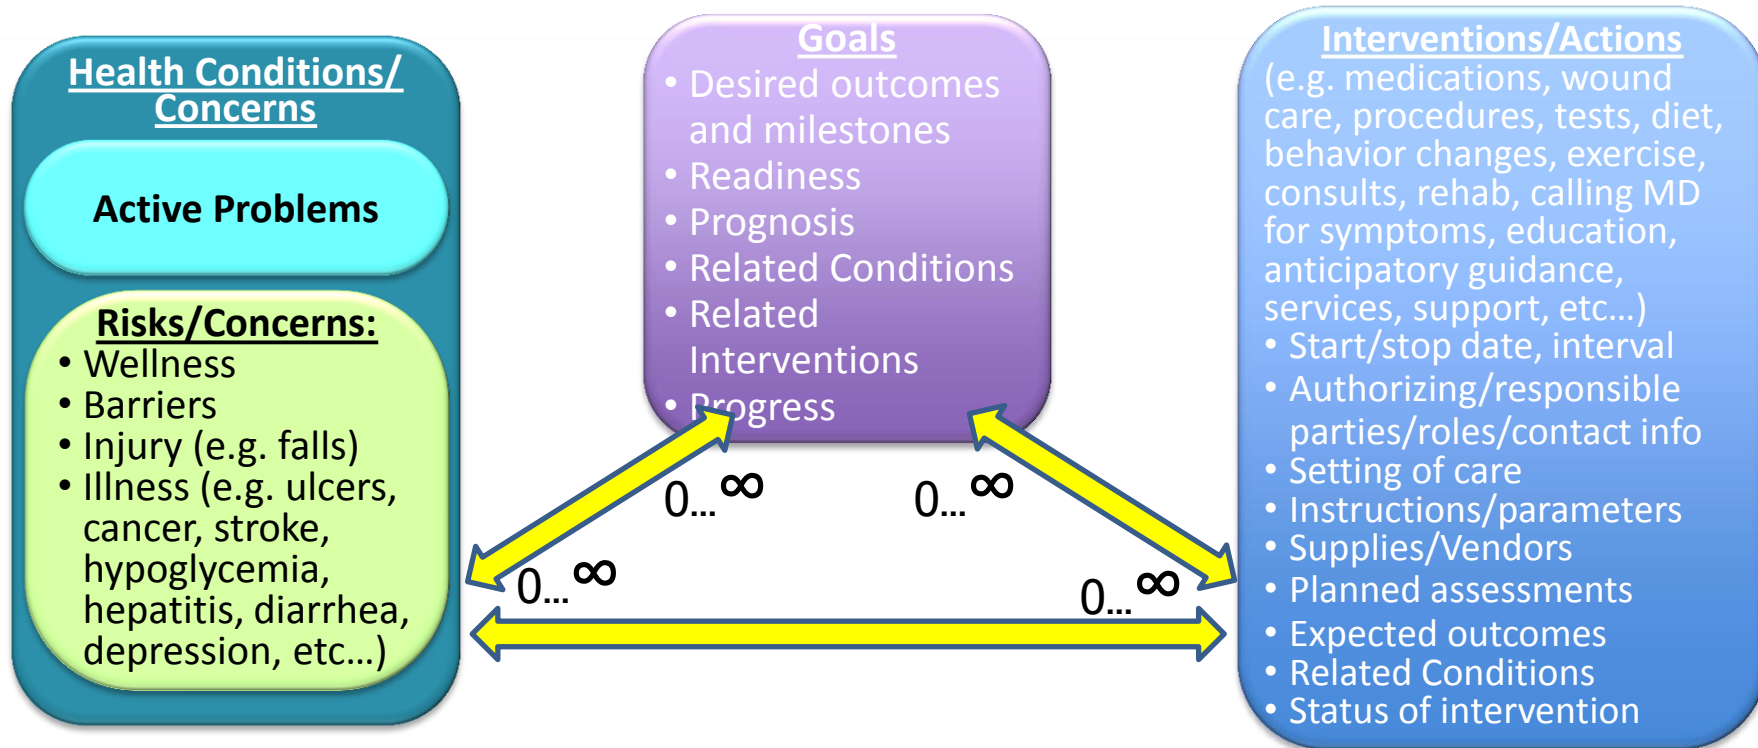 Health Conditions/
Concerns
Active Problems
Risks/Concerns:
• Wellness
• Barriers
• Injury (e.g. falls)
• Illness (e.g. ulcers,
cancer, stroke,
hypoglycemia,
hepatitis, diarrhea,
depression, etc…)
Goals
• Desired outcomes
and milestones
• Readiness
• Prognosis
• Related Conditions
• Related
Interventions
• Progress
0… ∞
0… ∞
0… ∞
0… ∞
Interventions/Actions
(e.g. medications, wound
care, procedures, tests, diet,
behavior changes, exercise,
consults, rehab, calling MD
for symptoms, education,
anticipatory guidance,
services, support, etc…)
• Start/stop date, interval
• Authorizing/responsible
parties/roles/contact info
• Setting of care
• Instructions/parameters
• Supplies/Vendors
• Planned assessments
• Expected outcomes
• Related Conditions
• Status of intervention